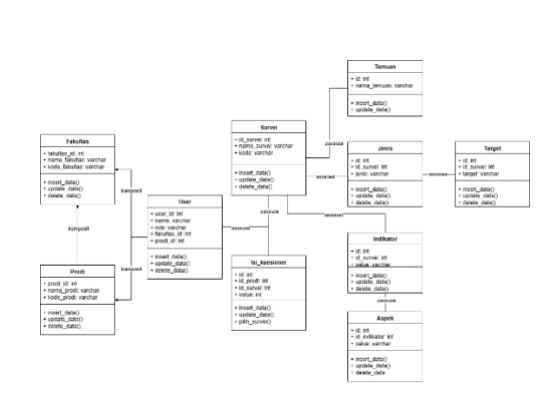 Temuan
+ id: int
+ nama_temuan: varchar
+ insert_data()
+ update_data()
Survei
+ id_survei: int
+ nama_survei: varchar
+ kode: varchar
+ insert_data()
+ update_data()
+ delete_data()
Jenis
+ id: int
+ id_survei: int
+ jenis: varchar
+ insert_data()
+ update_data()
+ delete_data()
Target
+ id: int
+ id_survei: int
+ target: varchar
+ insert_data()
+ update_data()
+ delete_data()
Fakultas
+ fakultas_id: int
+ nama_fakultas: varchar
+ kode_fakultas: varchar
+ insert_data()
+ update_data()
+ delete_data()
komposit
komposit
komposit
User
+ user_id: int
+ name: varchar
+ role: varchar
+ fakultas_id: int
+ prodi_id: int
+ insert_data()
+ update_data()
+ delete_data()
Prodi
+ prodi_id: int
+ nama_prodi: varchar
+ kode_prodi: varchar
+ insert_data()
+ update_data()
+ delete_data()
Isi_kuesioner
+ id: int
+ id_prodi: int
+ id_survei: int
+ value: int
+ insert_data()
+ update_data()
+ pilih_survei()
Indikator
+ id: int
+ id_survei: int
+ value: varchar
+ insert_data()
+ update_data()
+ delete_data()
Aspek
+ id: int
+ id_indikator: int
+ value: varchar
+ insert_data()
+ update_data()
+ delete_data